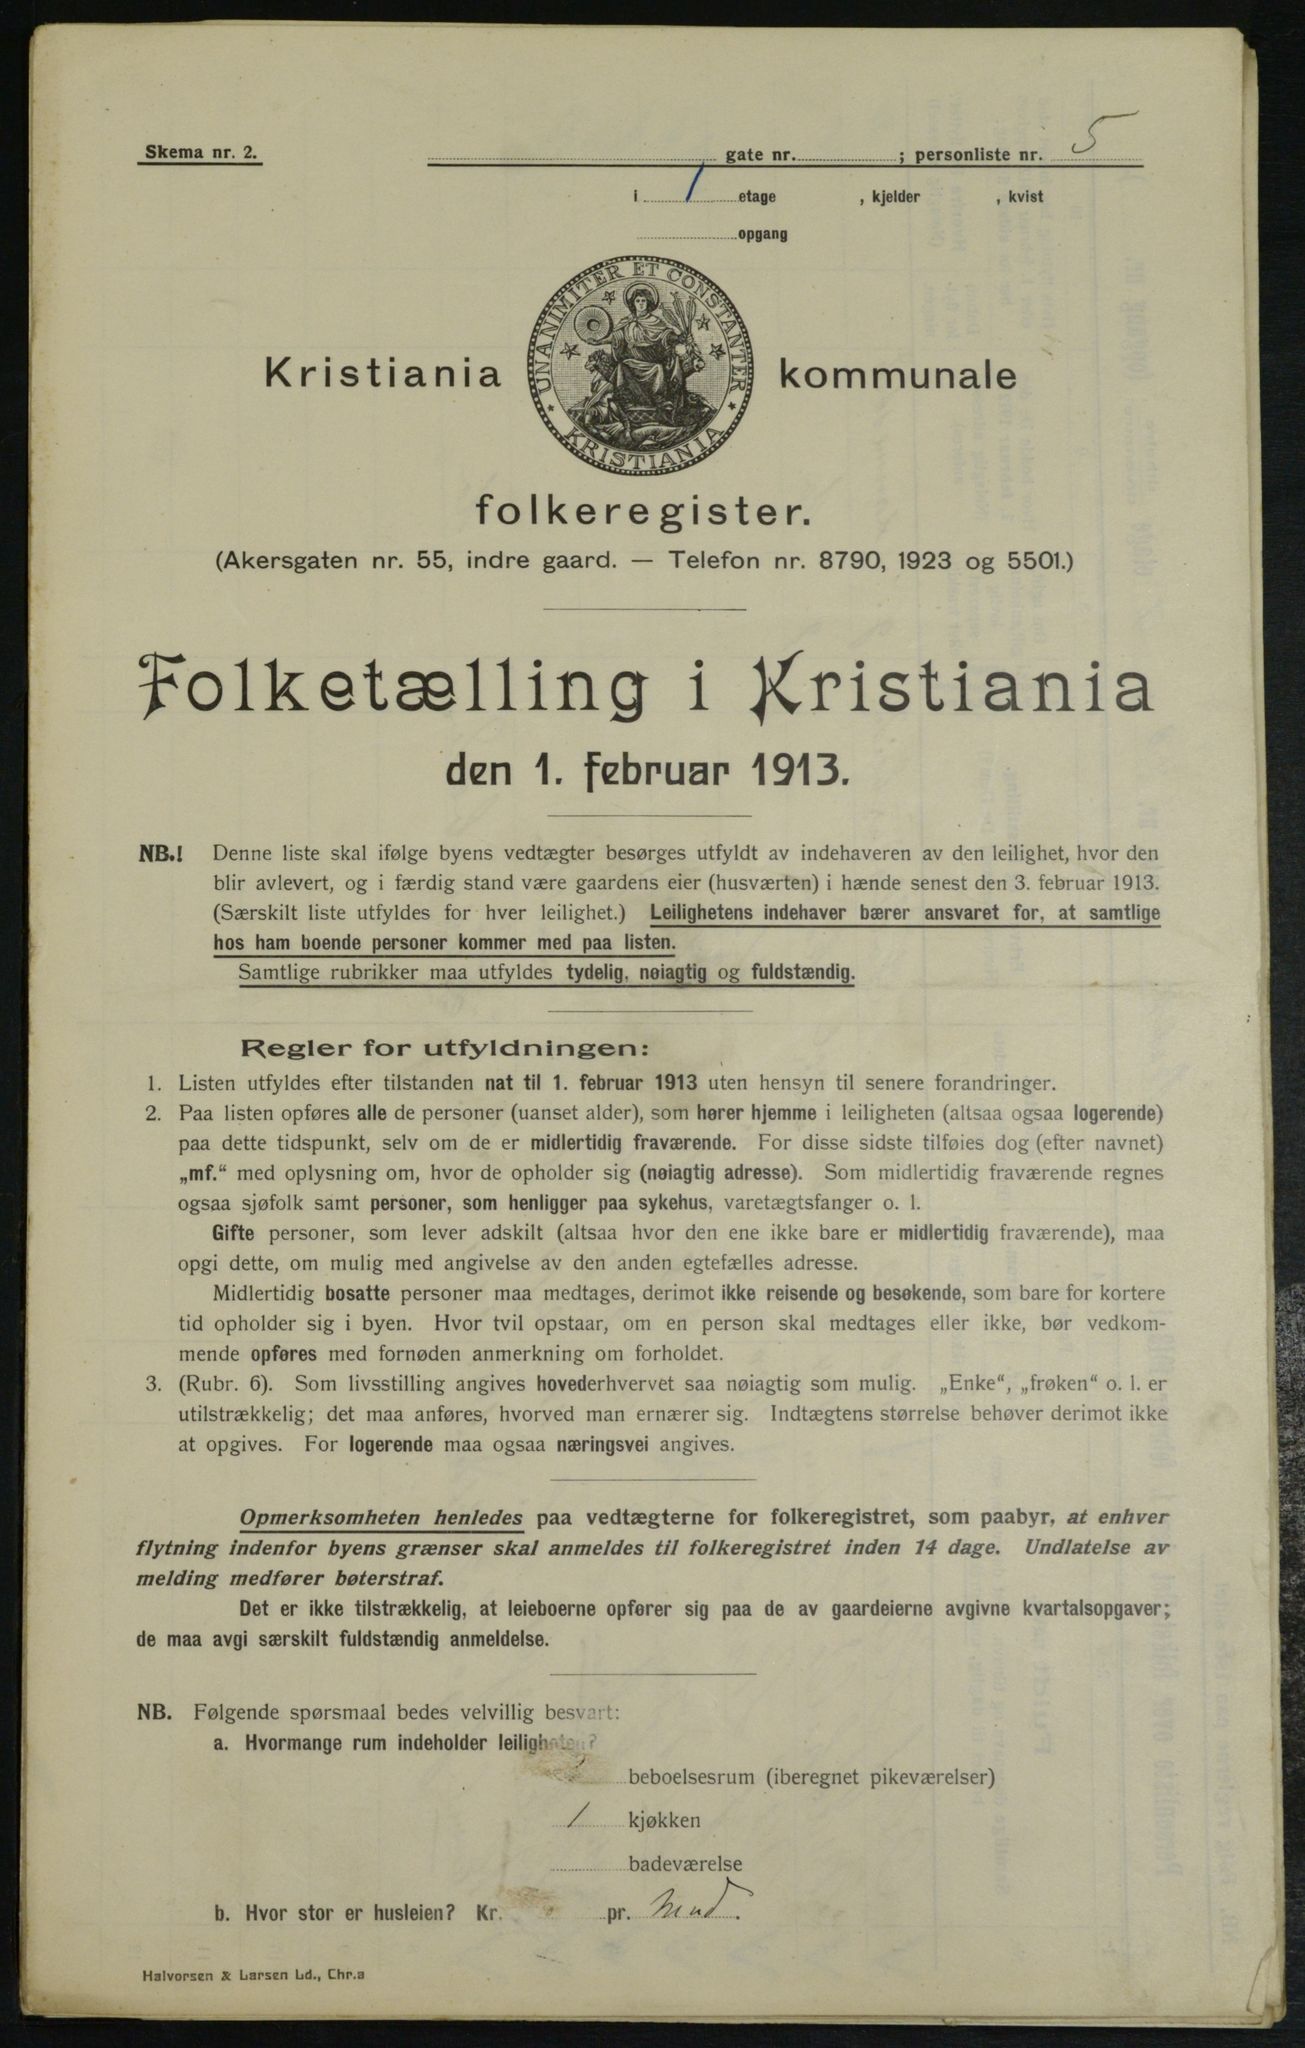 Skema nr. 2.
gate nr. ; personliste nr. 5
i 1 etage , kjelder , kvist
opgang
UNANIMITER ET CONSTANTER
KRISTIANIA
Kristiania kommunale
folkeregister.
(Akersgaten nr. 55, indre gaard. — Telefon nr. 8790, 1923 og 5501.)
Folketælling i Kristiania
den 1. februar 1913.
NB.! Denne liste skal ifølge byens vedtægter besørges utfyldt av indehaveren av den leilighet, hvor den
blir avlevert, og i færdig stand være gaardens eier (husværten) i hænde senest den 3. februar 1913.
(Særskilt liste utfyldes for hver leilighet.) Leilighetens indehaver bærer ansvaret for, at samtlige
hos ham boende personer kommer med paa listen.
Samtlige rubrikker maa utfyldes tydelig, nøiagtig og fuldstændig.
Regler for utfyldningen:
1. Listen utfyldes efter tilstanden nat til 1. februar 1913 uten hensyn til senere forandringer.
2. Paa listen opføres alle de personer (uanset alder), som hører hjemme i leiligheten (altsaa ogsaa logerende)
paa dette tidspunkt, selv om de er midlertidig fraværende. For disse sidste tilføies dog (efter navnet)
„mf.“ med oplysning om, hvor de opholder sig (nøiagtig adresse). Som midlertidig fraværende regnes
ogsaa sjøfolk samt personer, som henligger paa sykehus, varetægtsfanger o. l.
Gifte personer, som lever adskilt (altsaa hvor den ene ikke bare er midlertidig fraværende), maa
opgi dette, om mulig med angivelse av den anden egtefælles adresse.
Midlertidig bosatte personer maa medtages, derimot ikke reisende og besøkende, som bare for kortere
tid opholder sig i byen. Hvor tvil opstaar, om en person skal medtages eller ikke, bør vedkom-
mende opføres med fornøden anmerkning om forholdet.
3. (Rubr. 6). Som livsstilling angives hovederhvervet saa nøiagtig som mulig. „Enke“, „frøken“ o. l. er
utilstrækkelig; det maa anføres, hvorved man ernærer sig. Indtægtens størrelse behøver derimot ikke
at opgives. For logerende maa ogsaa næringsvei angives.
Opmerksomheten henledes paa vedtægterne for folkeregistret, som paabyr, at enhver
flytning indenfor byens grænser skal anmeldes til folkeregistret inden 14 dage. Undlatelse av
melding medfører bøterstraf.
Det er ikke tilstrækkelig, at leieboerne opfører sig paa de av gaardeierne avgivne kvartalsopgaver;
de maa avgi særskilt fuldstændig anmeldelse.
NB. Følgende spørsmaal bedes velvillig besvart:
a. Hvormange rum indeholder leiligheten?
beboelsesrum (iberegnet pikeværelser)
1 kjøkken
badeværelse
b. Hvor stor er husleien? Kr. pr. Mnd.
Halvorsen & Larsen Ld., Chr.a